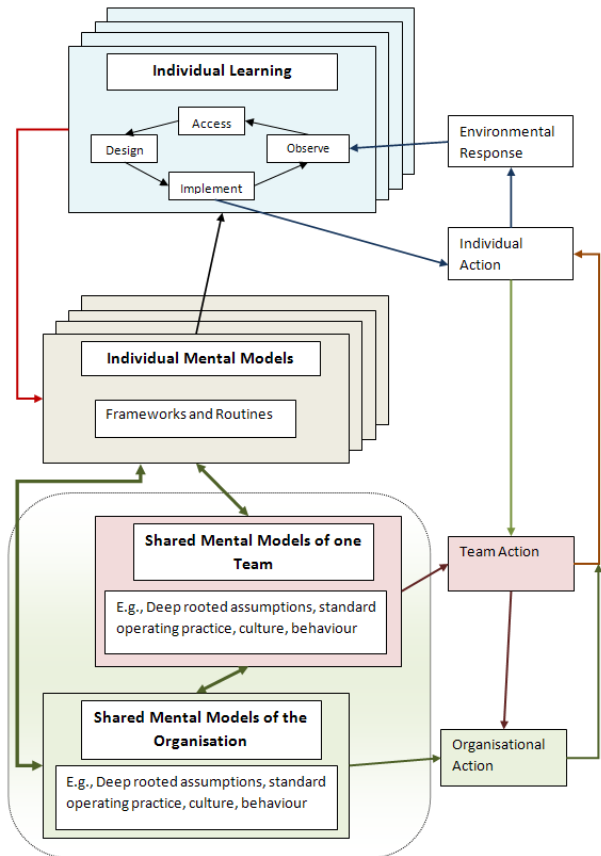 Individual Learning
Access
Design
Observe
Implement
Environmental
Response
Individual
Action
Individual Mental Models
Frameworks and Routines
Shared Mental Models of one
Team
E.g., Deep rooted assumptions, standard
operating practice, culture, behaviour
Team Action
Shared Mental Models of the
Organisation
E.g., Deep rooted assumptions, standard
operating practice, culture, behaviour
Organisational
Action